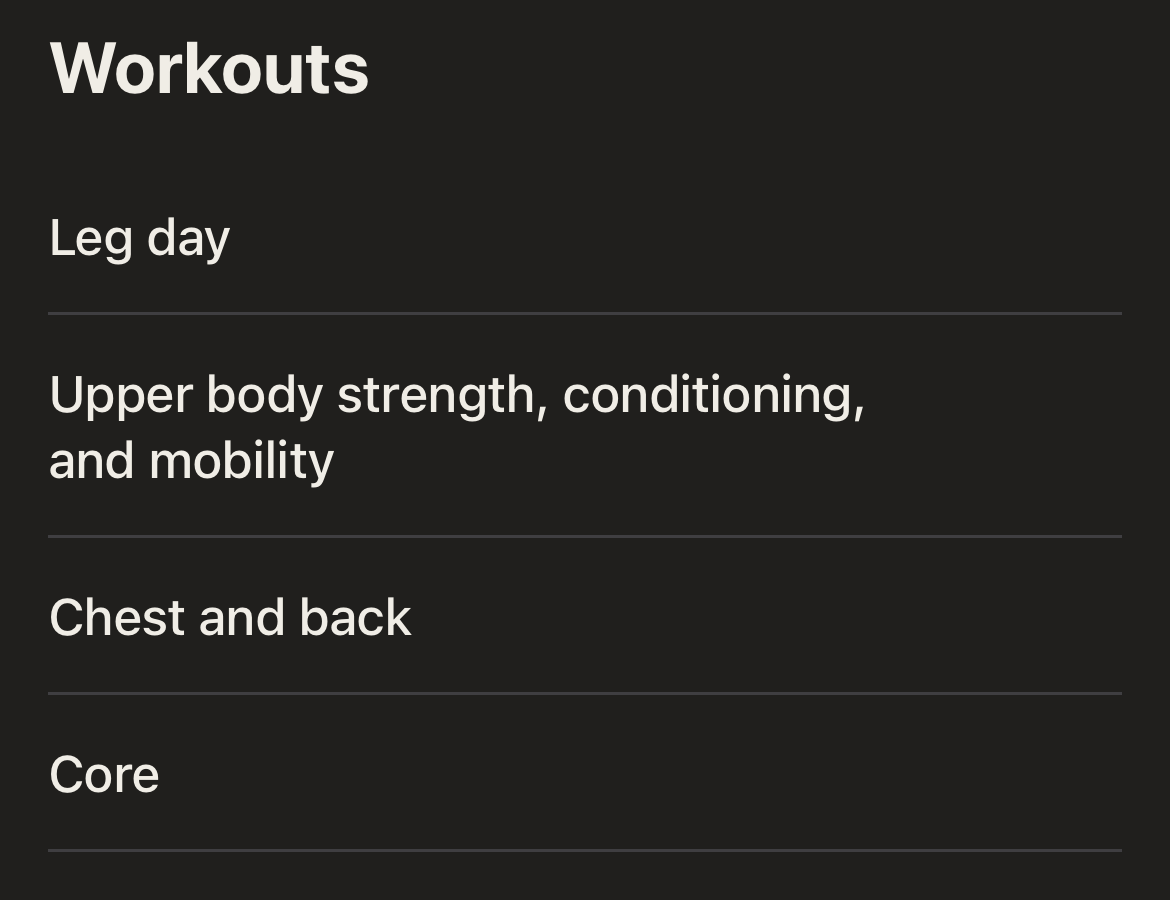 Workouts
Leg day
Upper body strength, conditioning,
and mobility
Chest and back
Core